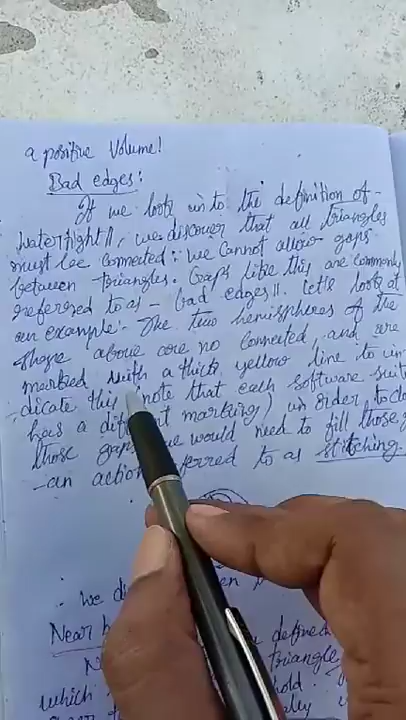 a positive Volume!
Bad edges:
If we look into the definition of -
watertight ", we discover that all triangles
must be connected: we cannot allow gaps
between triangles. Gaps like this are commonly
referred to as - bad edges ". Let's look at
an example:- The two hemispheres of the
shape above are no connected, and are
marked with a thick yellow line to in-
-dicate this (note that each software suit
has a different marking) in order to
those gaps we would need to fill those
-an action referred to as stitching.
we
Near
define
triangle
which hold